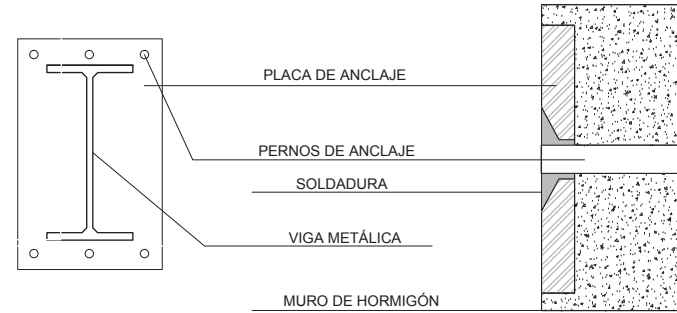 PLACA DE ANCLAJE
PERNOS DE ANCLAJE
SOLDADURA
VIGA METÁLICA
MURO DE HORMIGÓN